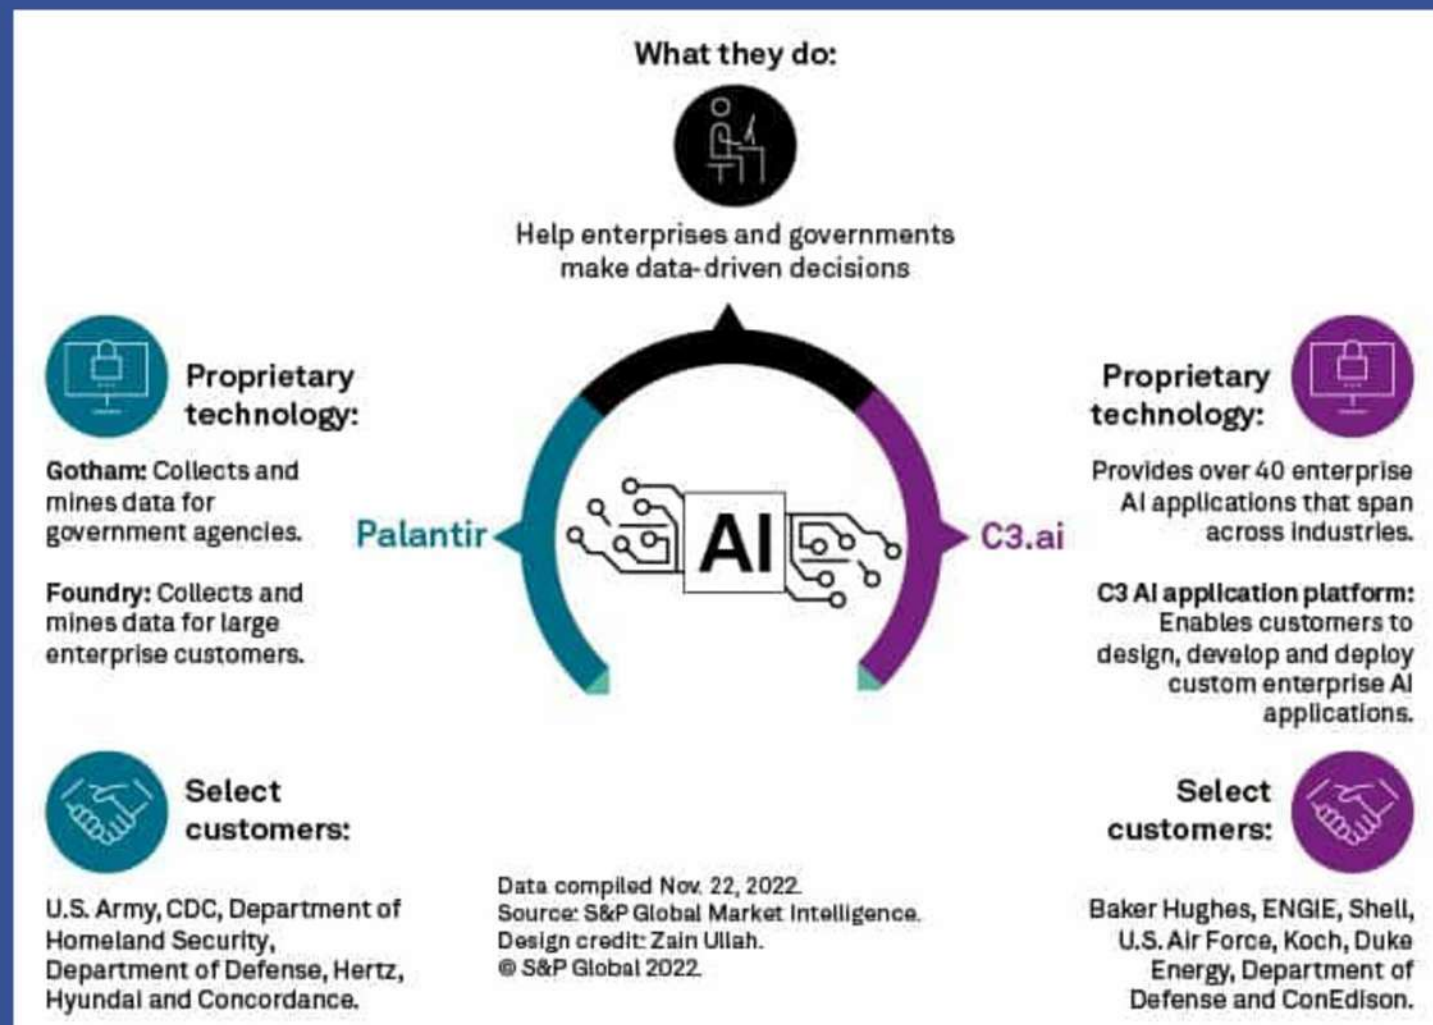 What they do:
Help enterprises and governments
make data-driven decisions
Proprietary
technology:
Gotham: Collects and
mines data for
government agencies.
Foundry: Collects and
mines data for large
enterprise customers.
Select
customers:
U.S. Army, CDC, Department of
Homeland Security,
Department of Defense, Hertz,
Hyundai and Concordance.
Palantir
AI
C3.ai
Proprietary
technology:
Provides over 40 enterprise
AI applications that span
across industries.
C3 AI application platform:
Enables customers to
design, develop and deploy
custom enterprise AI
applications.
Select
customers:
Baker Hughes, ENGIE, Shell,
U.S. Air Force, Koch, Duke
Energy, Department of
Defense and ConEdison.
Data compiled Nov. 22, 2022.
Source: S&P Global Market Intelligence.
Design credit: Zain Ullah.
© S&P Global 2022.